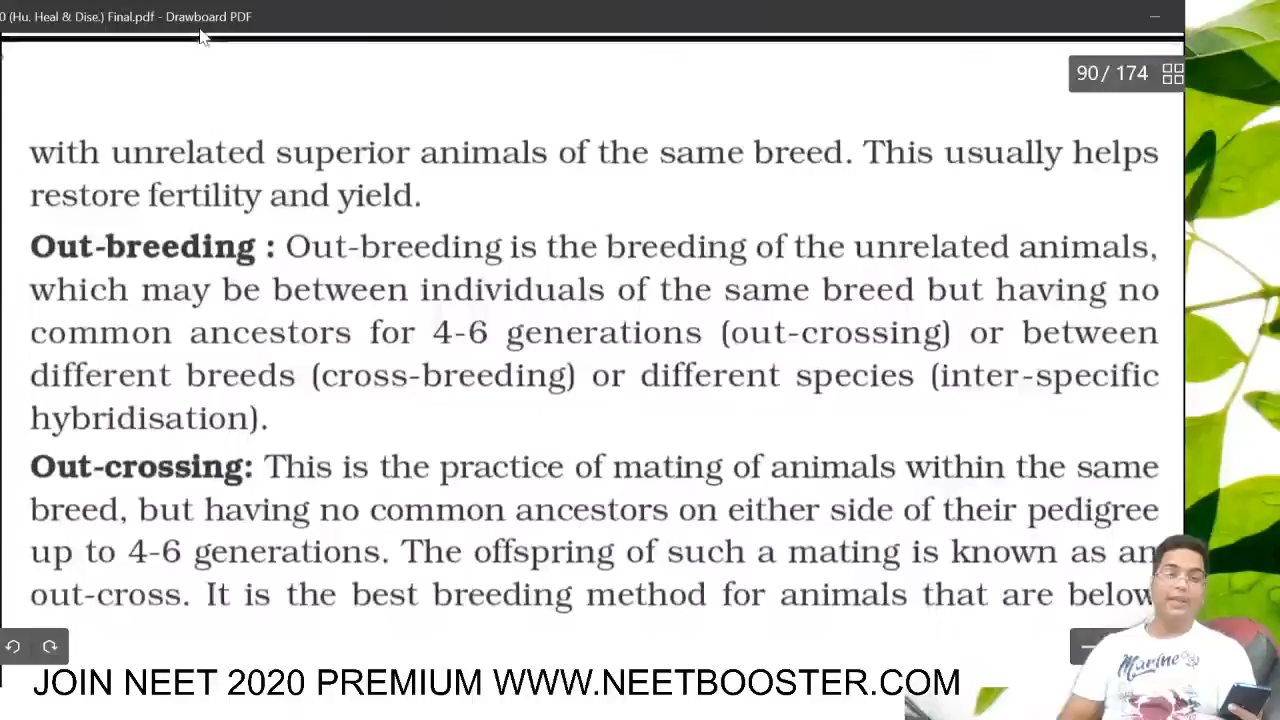 0 (Hu. Heal & Dise.) Final.pdf - Drawboard PDF
90 / 174
with unrelated superior animals of the same breed. This usually helps
restore fertility and yield.
Out-breeding : Out-breeding is the breeding of the unrelated animals,
which may be between individuals of the same breed but having no
common ancestors for 4-6 generations (out-crossing) or between
different breeds (cross-breeding) or different species (inter-specific
hybridisation).
Out-crossing: This is the practice of mating of animals within the same
breed, but having no common ancestors on either side of their pedigree
up to 4-6 generations. The offspring of such a mating is known as an
out-cross. It is the best breeding method for animals that are below
JOIN NEET 2020 PREMIUM WWW.NEETBOOSTER.COM
Marine